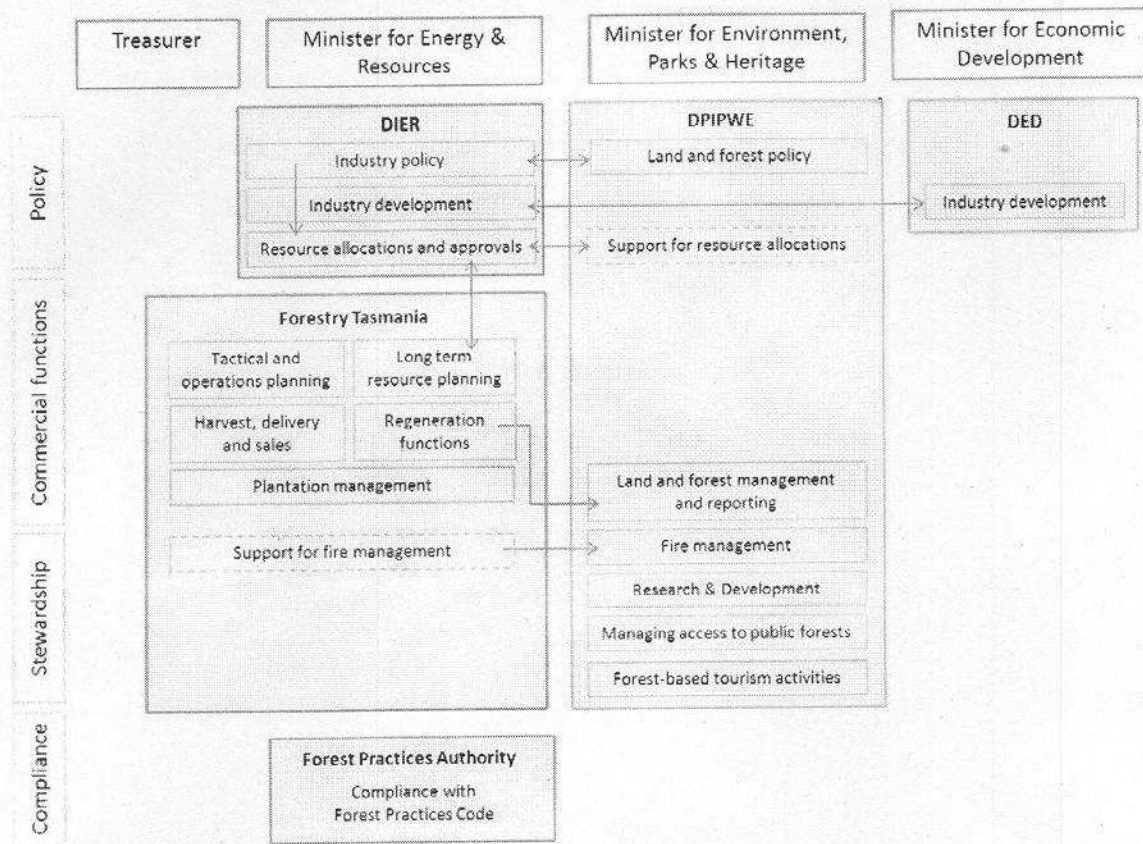 Treasurer
Minister for Energy &
Resources
Minister for Environment,
Parks & Heritage
Minister for Economic
Development
Policy
DIER
Industry policy
Industry development
Resource allocations and approvals
DPIPWE
Land and forest policy
Support for resource allocations
DED
Industry development
Commercial functions
Forestry Tasmania
Tactical and
operations planning
Long term
resource planning
Harvest, delivery
and sales
Regeneration
functions
Plantation management
Land and forest management
and reporting
Stewardship
Support for fire management
Fire management
Research & Development
Managing access to public forests
Forest-based tourism activities
Compliance
Forest Practices Authority
Compliance with
Forest Practices Code